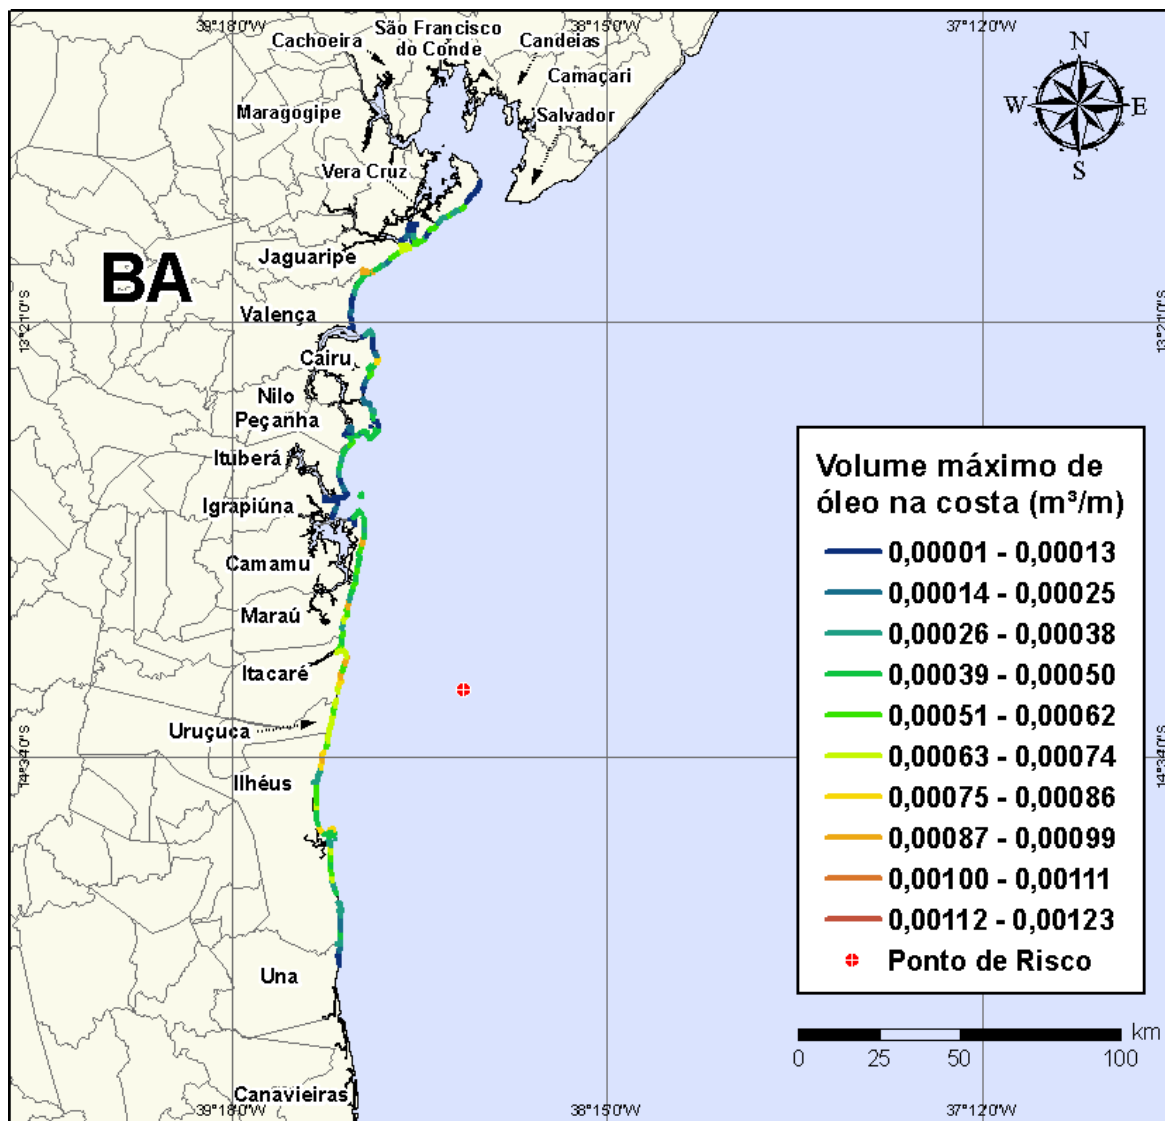 39°18'0"W
38°15'0"W
37°12'0"W
São Francisco
do Conde
Cachoeira
Candeias
Camaçari
Maragogipe
Salvador
Vera Cruz
N
W
E
S
Jaguaripe
BA
Valença
13°21'0"S
13°21'0"S
Cairu
Nilo
Peçanha
Ituberá
Igrapiúna
Camamu
Maraú
Itacaré
Uruçuca
14°34'0"S
14°34'0"S
Ilhéus
Una
Canavieiras
39°18'0"W
38°15'0"W
37°12'0"W
Volume máximo de
óleo na costa (m³/m)
0,00001 - 0,00013
0,00014 - 0,00025
0,00026 - 0,00038
0,00039 - 0,00050
0,00051 - 0,00062
0,00063 - 0,00074
0,00075 - 0,00086
0,00087 - 0,00099
0,00100 - 0,00111
0,00112 - 0,00123
Ponto de Risco
km
0 25 50 100